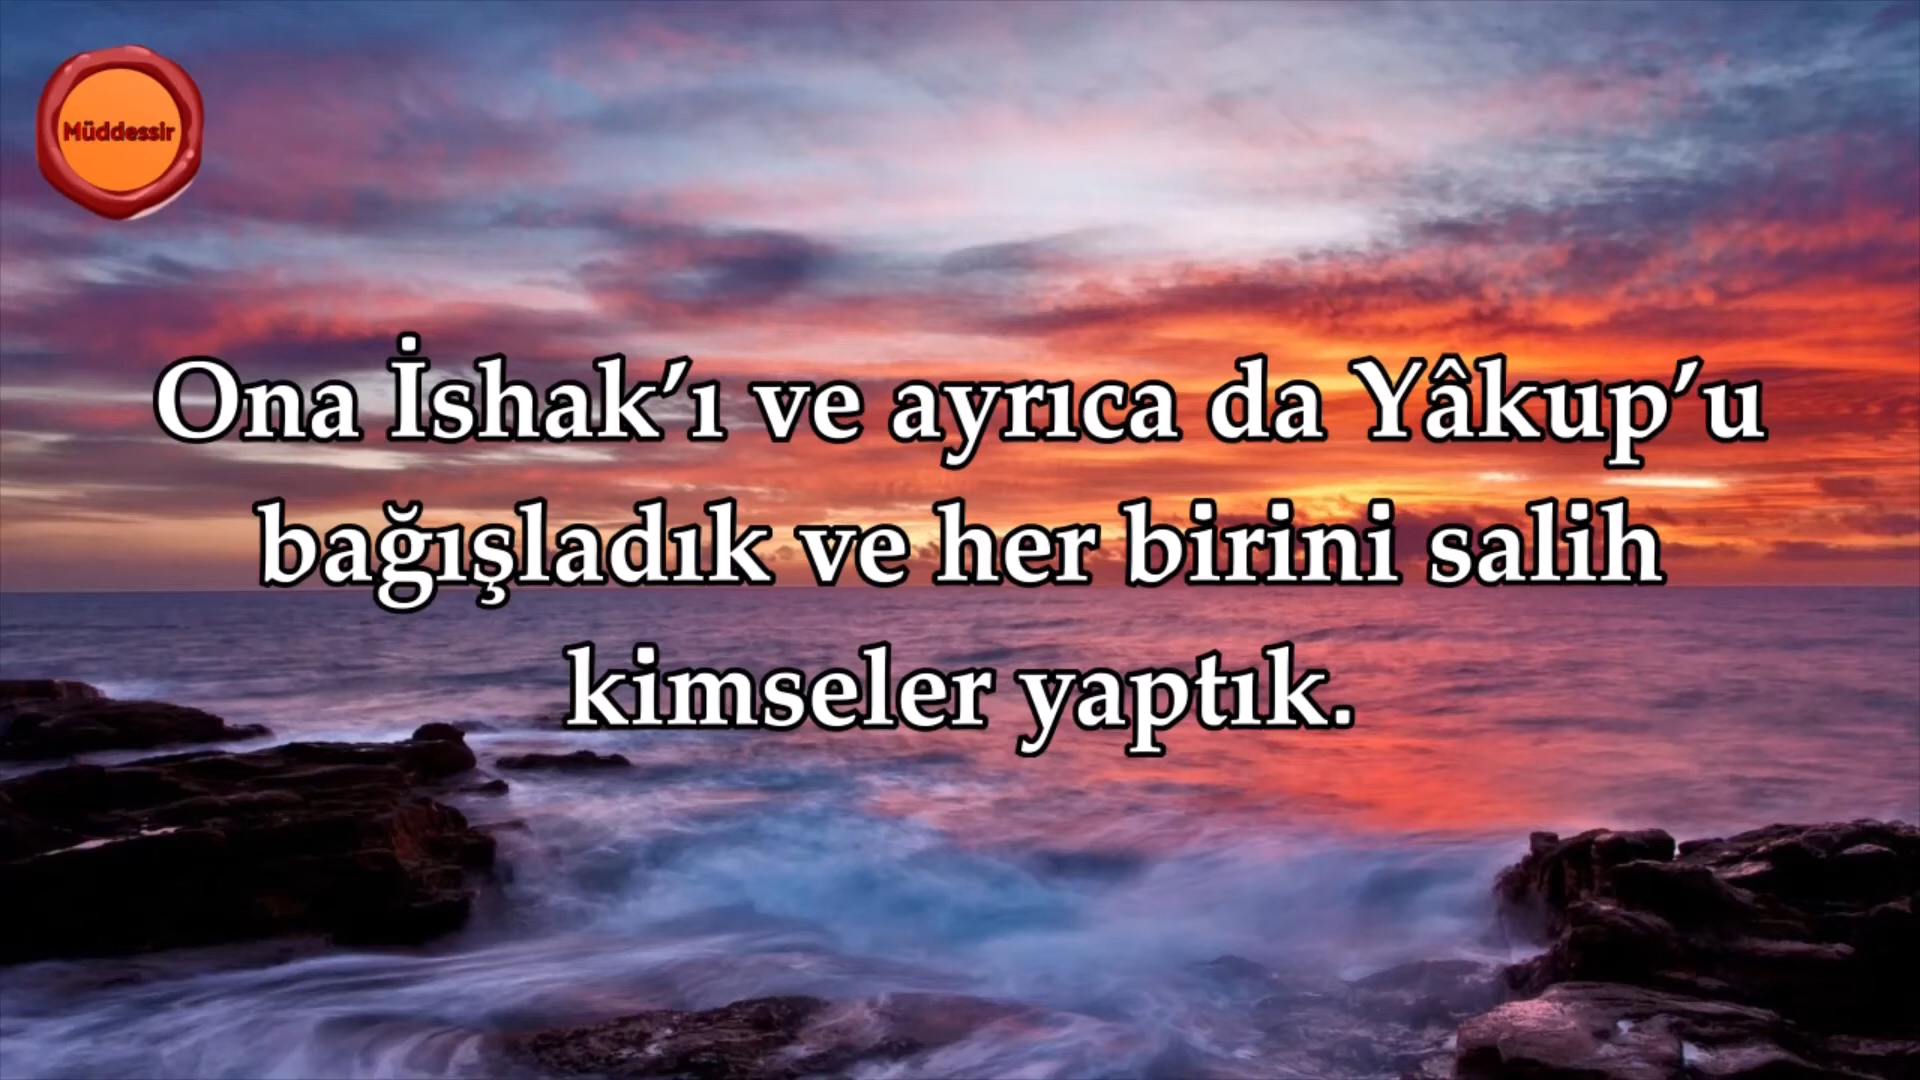 Müddessir
Ona İshak’ı ve ayrıca da Yâkup’u
bağışladık ve her birini salih
kimseler yaptık.